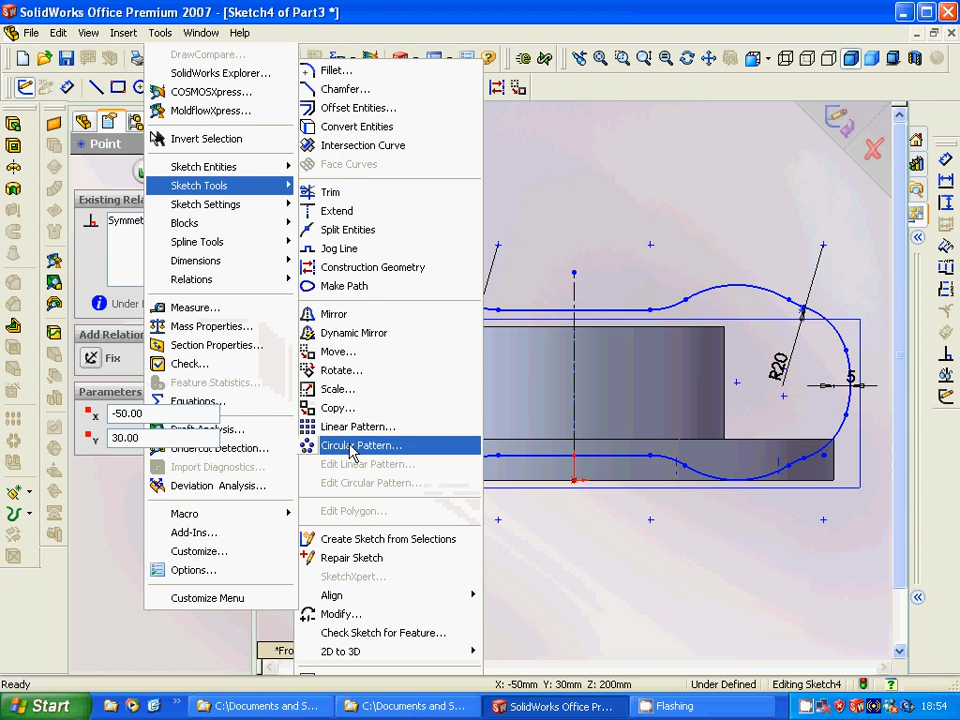 SolidWorks Office Premium 2007 - [Sketch4 of Part3 *]
File Edit View Insert Tools Window Help
DrawCompare...
SolidWorks Explorer...
COSMOSXpress...
MoldflowXpress...
Invert Selection
Sketch Entities
Sketch Tools
Sketch Settings
Blocks
Spline Tools
Dimensions
Relations
Measure...
Mass Properties...
Section Properties...
Check...
Feature Statistics...
Equations...
Draft Analysis...
Undercut Detection...
Import Diagnostics...
Deviation Analysis...
Macro
Add-Ins...
Customize...
Options...
Customize Menu
Fillet...
Chamfer...
Offset Entities...
Convert Entities
Intersection Curve
Face Curves
Trim
Extend
Split Entities
Jog Line
Construction Geometry
Make Path
Mirror
Dynamic Mirror
Move...
Rotate...
Scale...
Copy...
Linear Pattern...
Circular Pattern...
Edit Linear Pattern...
Edit Circular Pattern...
Edit Polygon...
Create Sketch from Selections
Repair Sketch
SketchXpert...
Align
Modify...
Check Sketch for Feature...
2D to 3D
Point
Existing Rela
Symmet
Under
Add Relation
Fix
Parameters
x -50.00
Y 30.00
R20
5
*Fro
Ready
X: -50mm Y: 30mm Z: 200mm
Under Defined
Editing Sketch4
Start
C:\Documents and S...
C:\Documents and S...
SolidWorks Office Pr...
Flashing
18:54